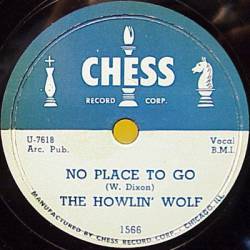 CHESS
RECORD CORP.
U-7618 Vocal
Arc. Pub. B.M.I.
NO PLACE TO GO
(W. Dixon)
THE HOWLIN' WOLF
1566
MANUFACTURED BY CHESS RECORD CORP., CHICAGO, ILL.